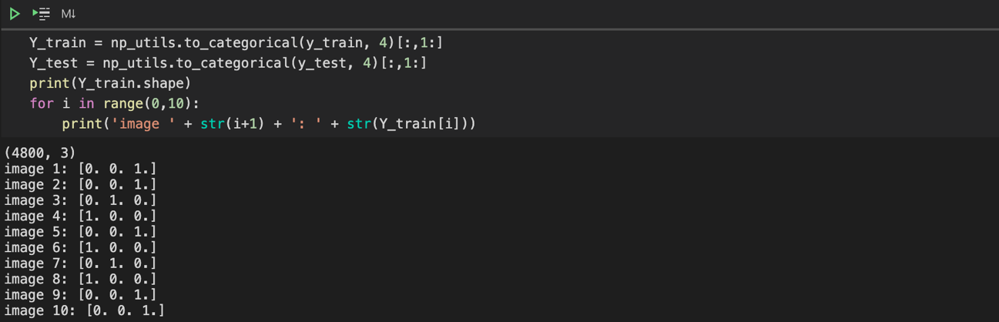 M↓
Y_train = np_utils.to_categorical(y_train, 4)[:,1:]
Y_test = np_utils.to_categorical(y_test, 4)[:,1:]
print(Y_train.shape)
for i in range(0,10):
    print('image ' + str(i+1) + ': ' + str(Y_train[i]))
(4800, 3)
image 1: [0. 0. 1.]
image 2: [0. 0. 1.]
image 3: [0. 1. 0.]
image 4: [1. 0. 0.]
image 5: [0. 0. 1.]
image 6: [1. 0. 0.]
image 7: [0. 1. 0.]
image 8: [1. 0. 0.]
image 9: [0. 0. 1.]
image 10: [0. 0. 1.]